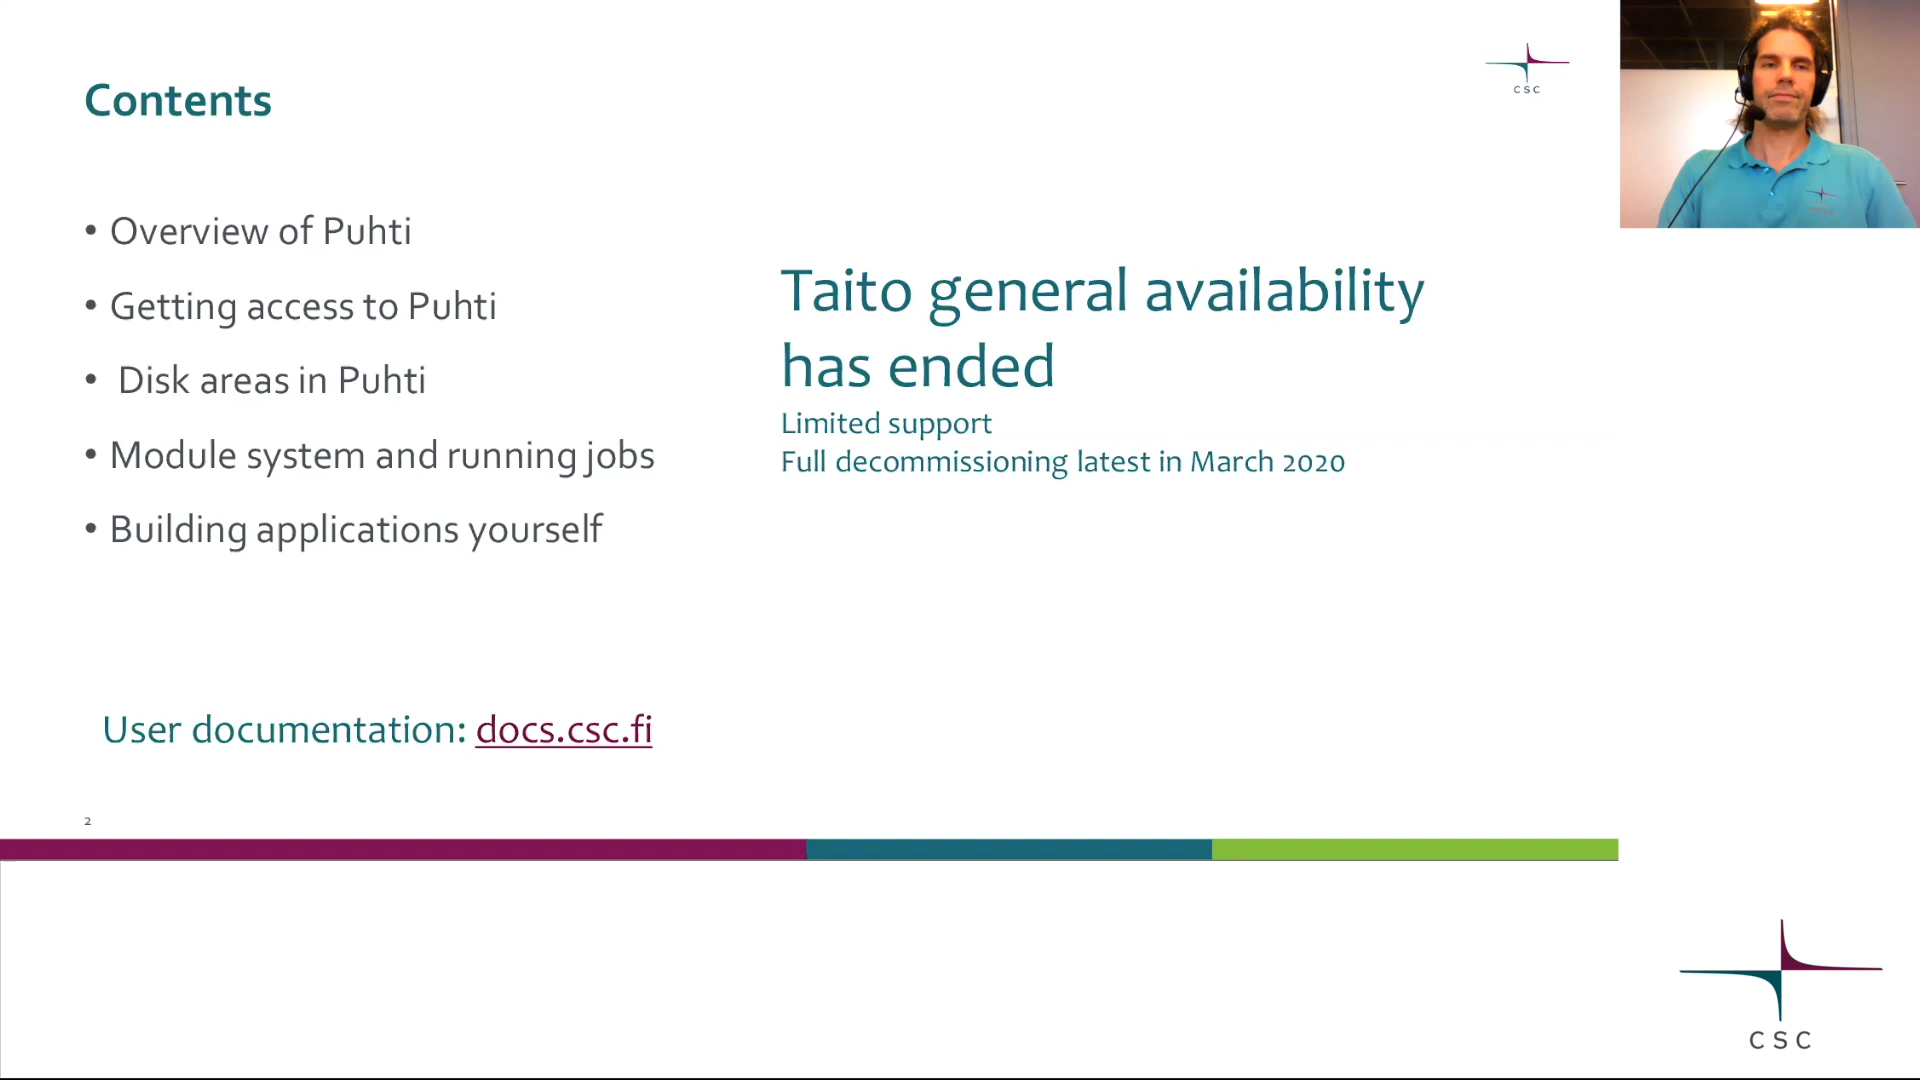 Contents
• Overview of Puhti
• Getting access to Puhti
• Disk areas in Puhti
• Module system and running jobs
• Building applications yourself
User documentation: docs.csc.fi
2
CSC
Taito general availability
has ended
Limited support
Full decommissioning latest in March 2020
CSC